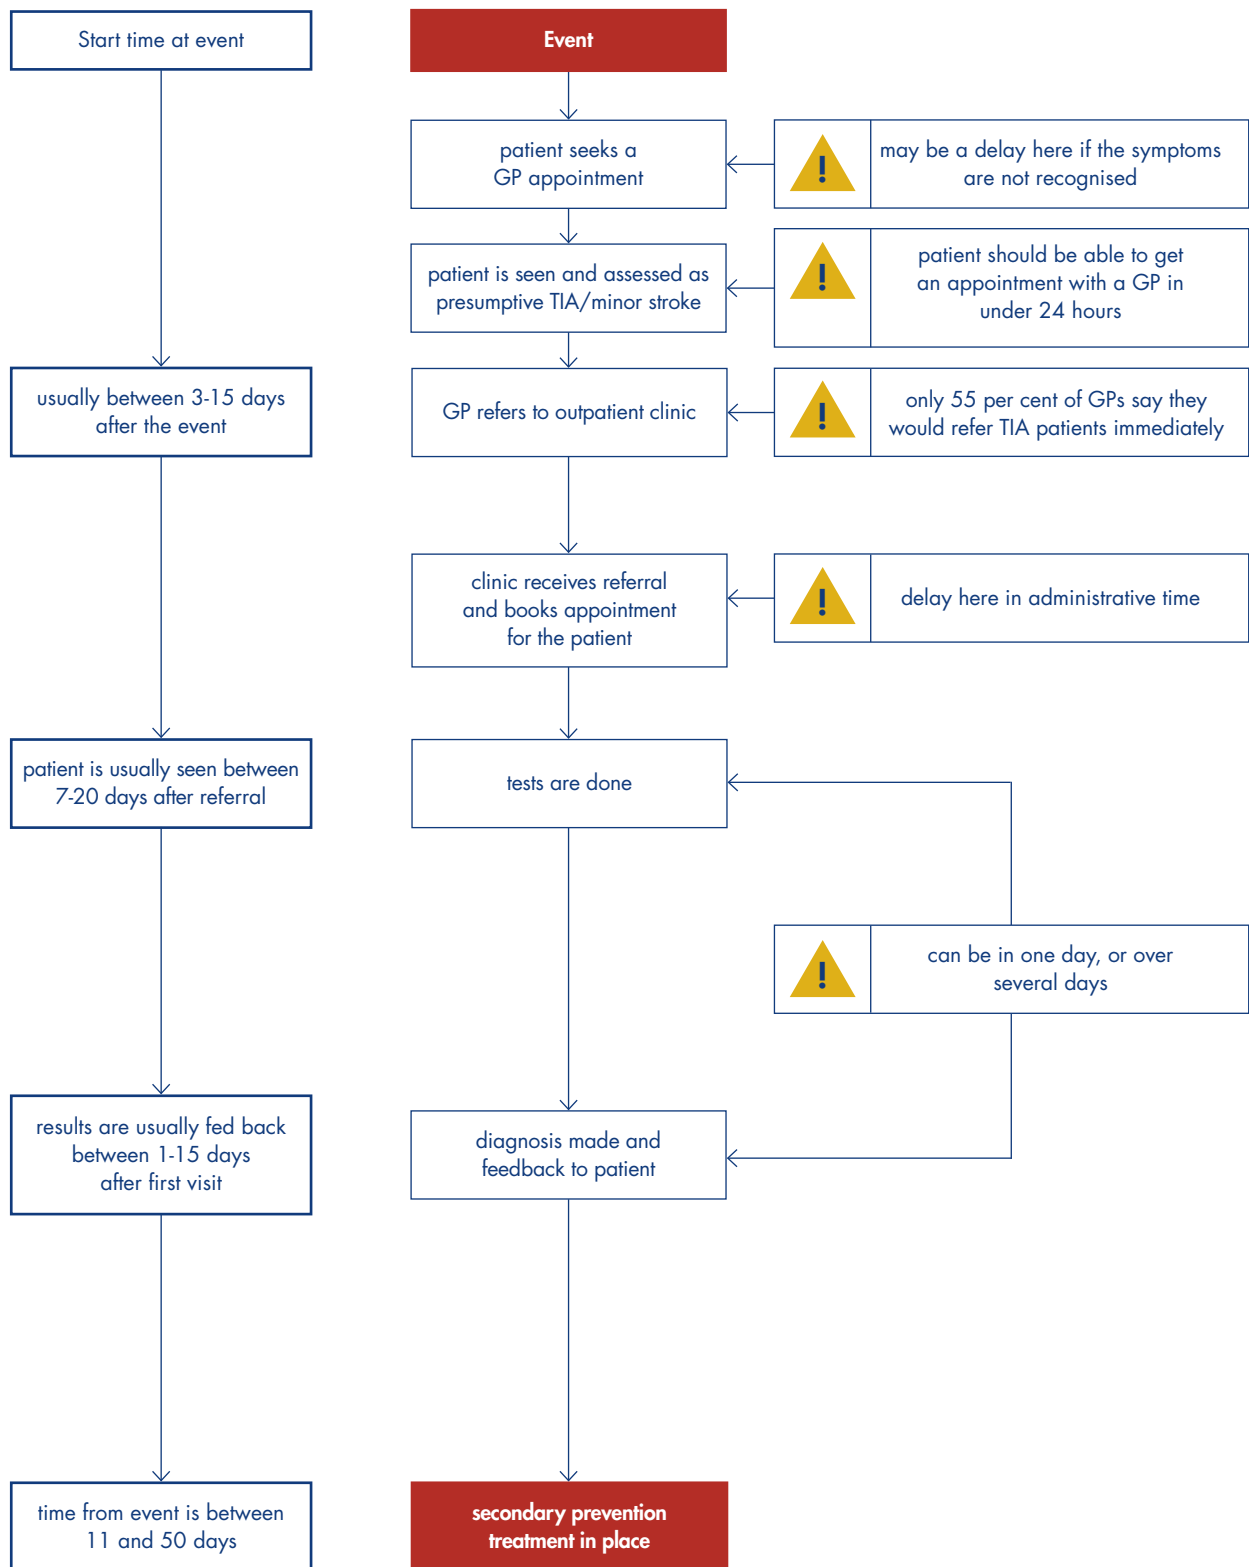 Start time at event
Event
patient seeks a
GP appointment
!
may be a delay here if the symptoms
are not recognised
patient is seen and assessed as
presumptive TIA/minor stroke
!
patient should be able to get
an appointment with a GP in
under 24 hours
usually between 3-15 days
after the event
GP refers to outpatient clinic
!
only 55 per cent of GPs say they
would refer TIA patients immediately
clinic receives referral
and books appointment
for the patient
!
delay here in administrative time
patient is usually seen between
7-20 days after referral
tests are done
!
can be in one day, or over
several days
results are usually fed back
between 1-15 days
after first visit
diagnosis made and
feedback to patient
time from event is between
11 and 50 days
secondary prevention
treatment in place